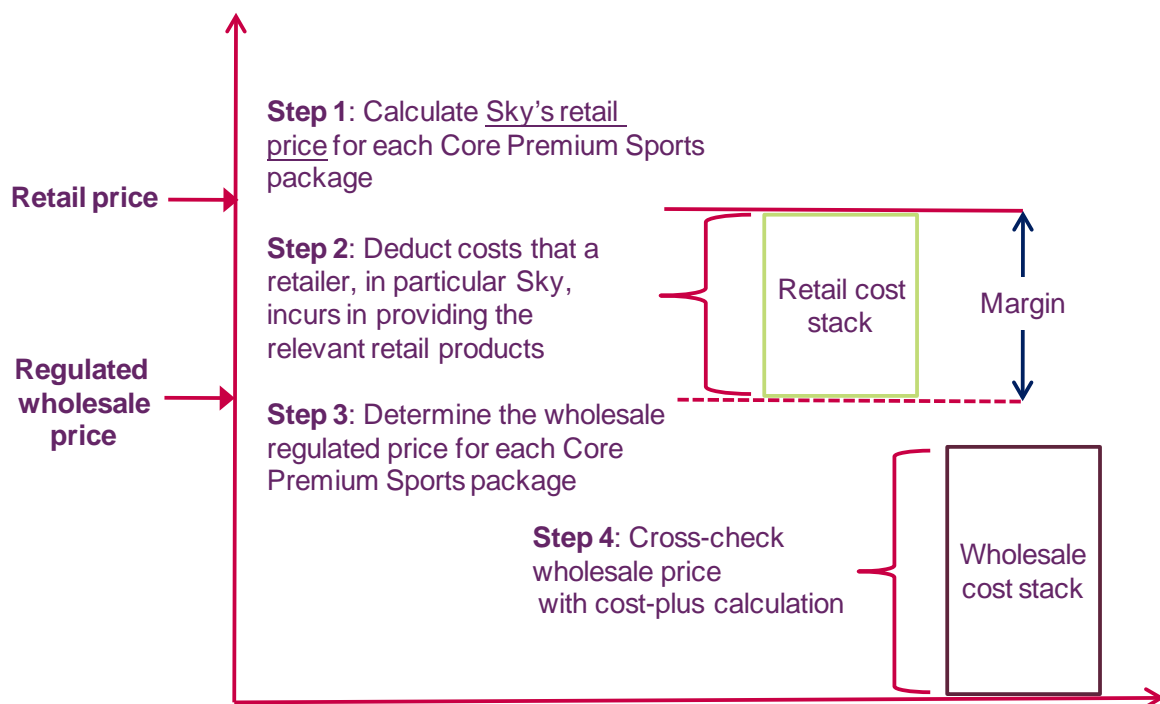 Step 1: Calculate Sky's retail
price for each Core Premium Sports
package
Retail price
Step 2: Deduct costs that a
retailer, in particular Sky,
incurs in providing the
relevant retail products
Retail cost
stack
Margin
Regulated
wholesale
price
Step 3: Determine the wholesale
regulated price for each Core
Premium Sports package
Step 4: Cross-check
wholesale price
with cost-plus calculation
Wholesale
cost stack